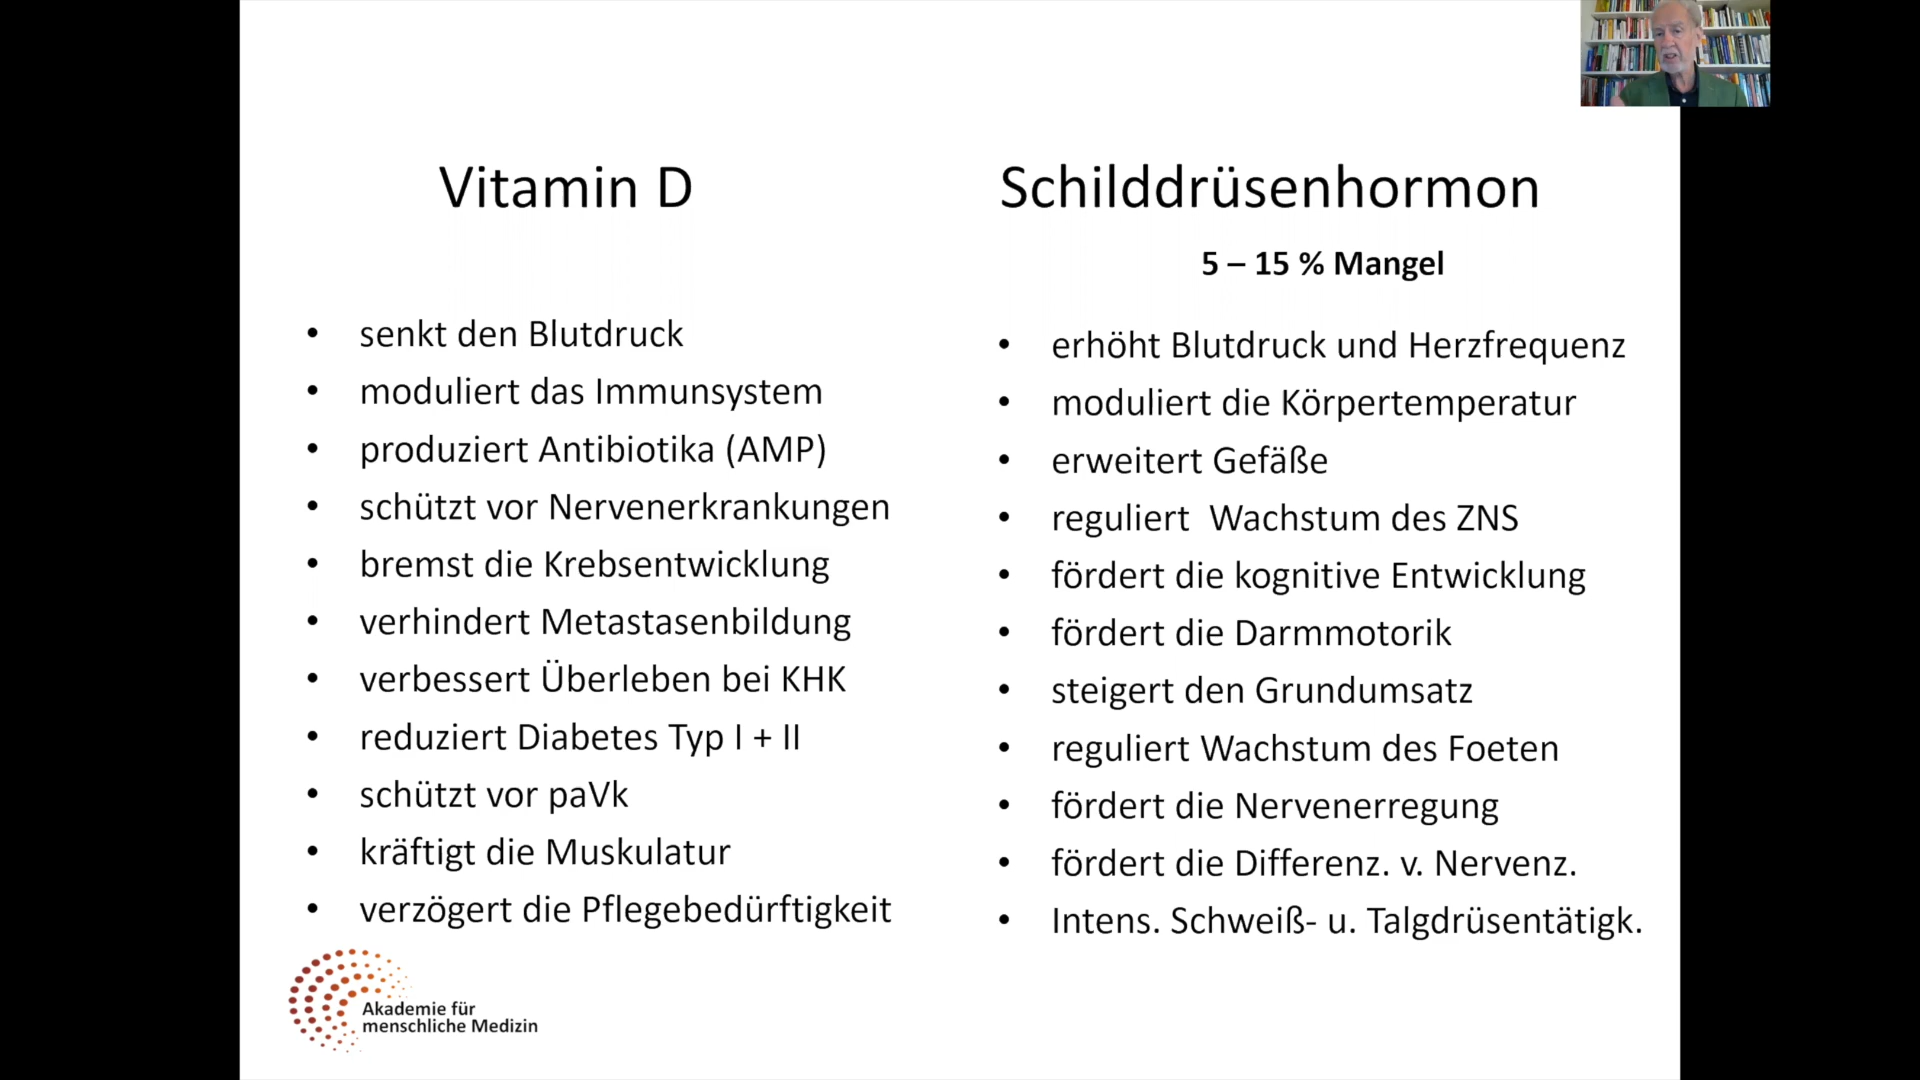 Vitamin D
senkt den Blutdruck
moduliert das Immunsystem
produziert Antibiotika (AMP)
schützt vor Nervenerkrankungen
bremst die Krebsentwicklung
verhindert Metastasenbildung
verbessert Überleben bei KHK
reduziert Diabetes Typ I + II
schützt vor paVk
kräftigt die Muskulatur
verzögert die Pflegebedürftigkeit
Schilddrüsenhormon
5 – 15 % Mangel
erhöht Blutdruck und Herzfrequenz
moduliert die Körpertemperatur
erweitert Gefäße
reguliert  Wachstum des ZNS
fördert die kognitive Entwicklung
fördert die Darmmotorik
steigert den Grundumsatz
reguliert Wachstum des Foeten
fördert die Nervenerregung
fördert die Differenz. v. Nervenz.
Intens. Schweiß- u. Talgdrüsentätigk.
Akademie für
menschliche Medizin